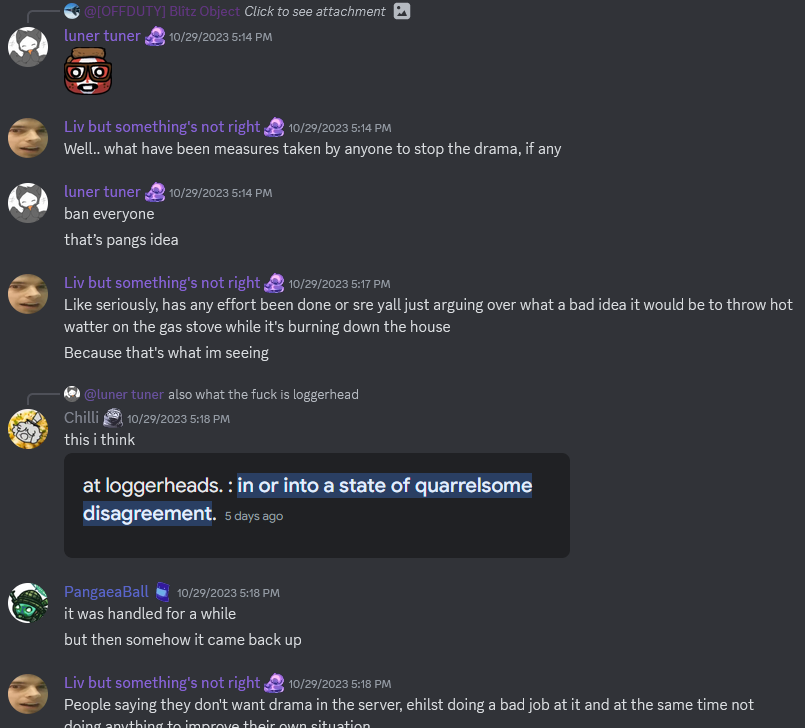 @[OFFDUTY] Blitz Object Click to see attachment
luner tuner 10/29/2023 5:14 PM
Liv but something's not right 10/29/2023 5:14 PM
Well.. what have been measures taken by anyone to stop the drama, if any
luner tuner 10/29/2023 5:14 PM
ban everyone
that's pangs idea
Liv but something's not right 10/29/2023 5:17 PM
Like seriously, has any effort been done or sre yall just arguing over what a bad idea it would be to throw hot
watter on the gas stove while it's burning down the house
Because that's what im seeing
@luner tuner also what the fuck is loggerhead
Chilli 10/29/2023 5:18 PM
this i think
at loggerheads. : in or into a state of quarrelsome
disagreement. 5 days ago
PangaeaBall 10/29/2023 5:18 PM
it was handled for a while
but then somehow it came back up
Liv but something's not right 10/29/2023 5:18 PM
People saying they don't want drama in the server, ehilst doing a bad job at it and at the same time not
doing anything to improve their own situation